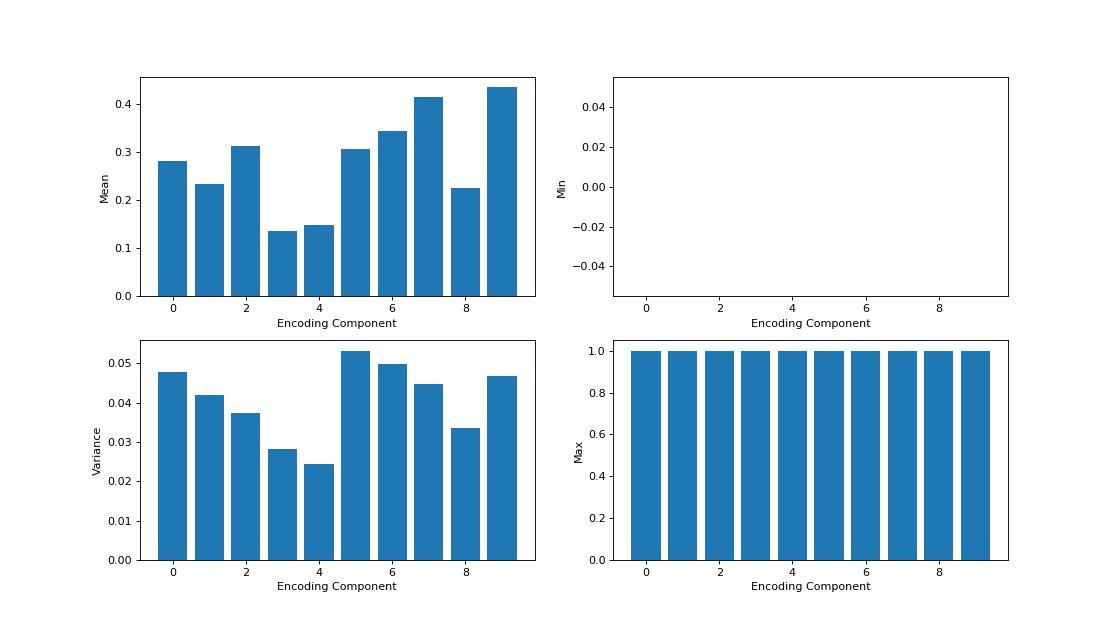 0.4
0.3
0.2
0.1
0.0
Mean
0 2 4 6 8
Encoding Component
0.04
0.02
0.00
−0.02
−0.04
Min
0 2 4 6 8
Encoding Component
0.05
0.04
0.03
0.02
0.01
0.00
Variance
0 2 4 6 8
Encoding Component
1.0
0.8
0.6
0.4
0.2
0.0
Max
0 2 4 6 8
Encoding Component